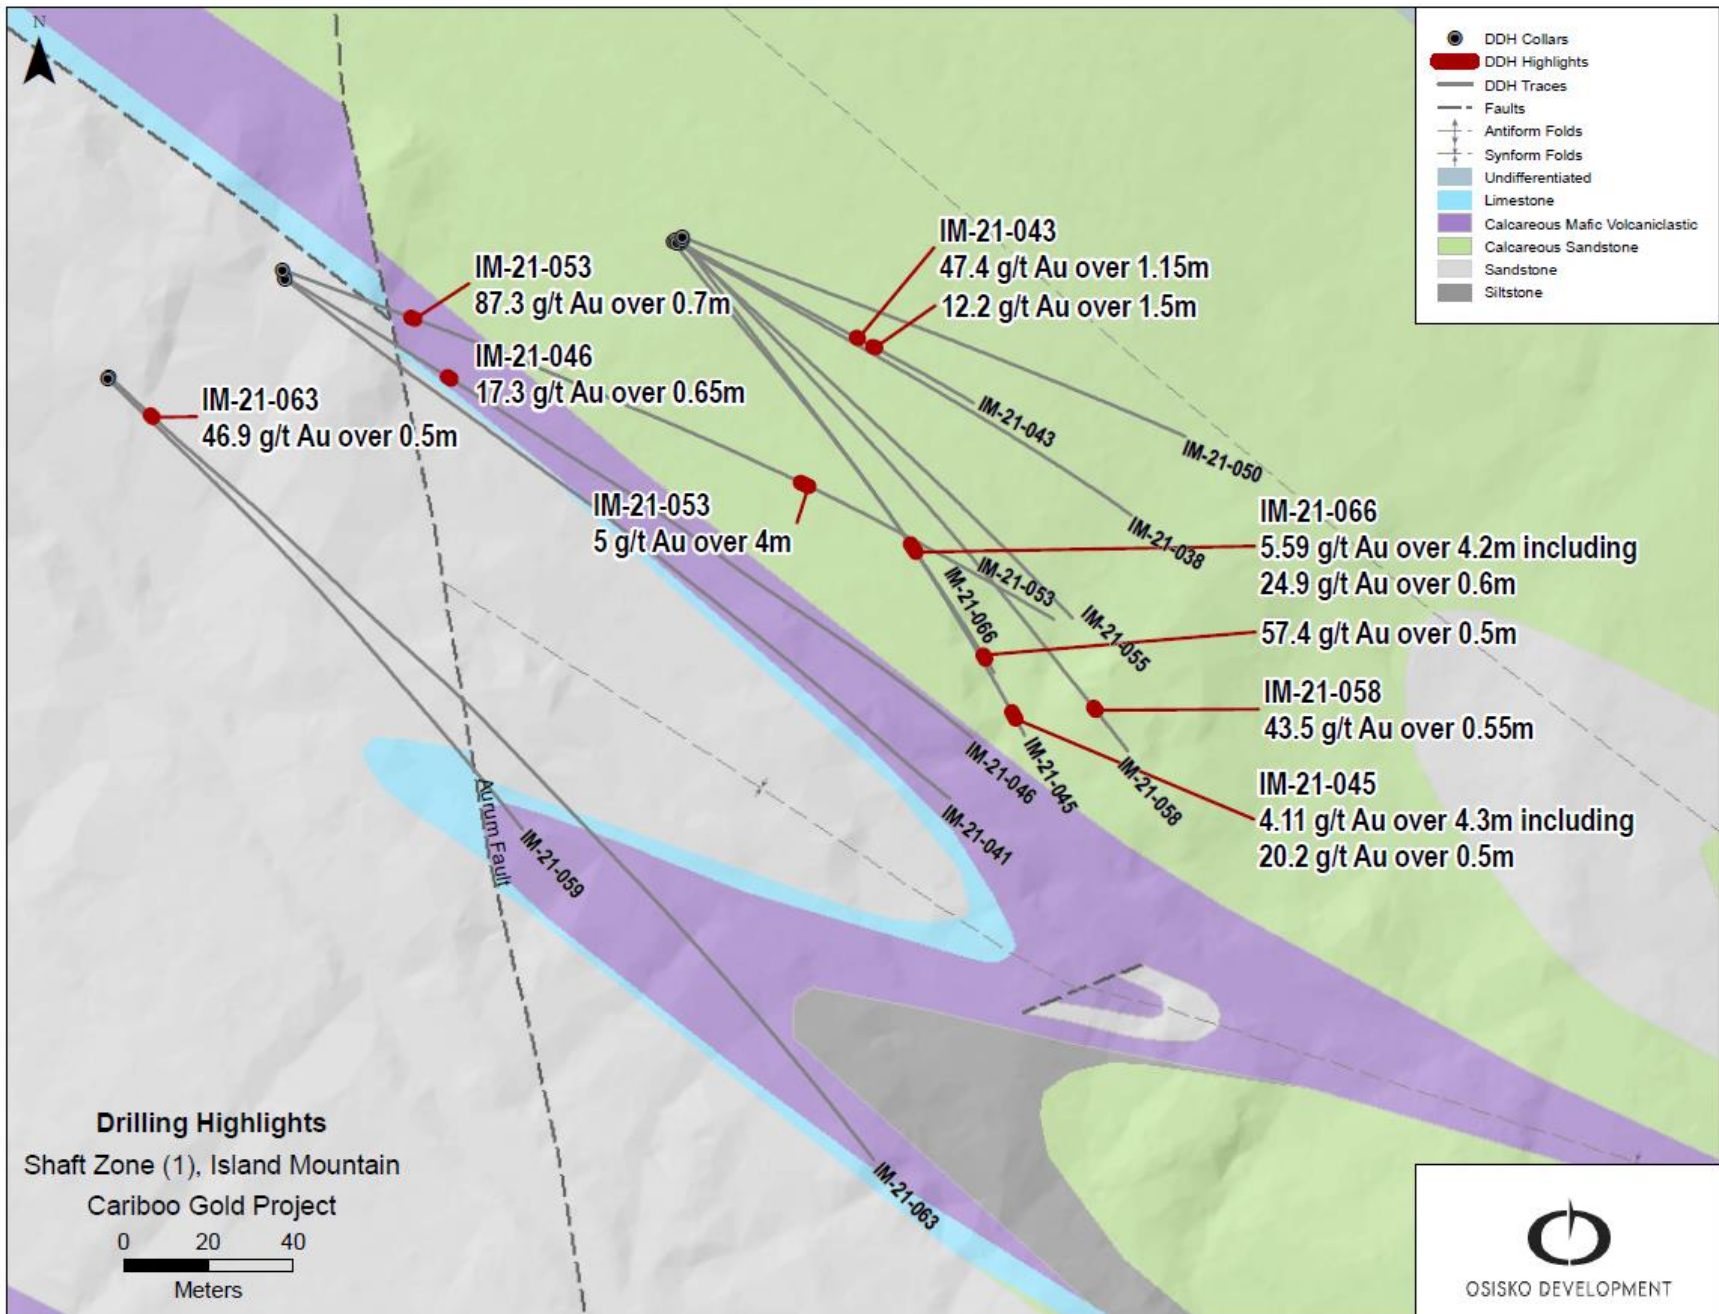 N
DDH Collars
DDH Highlights
DDH Traces
Faults
Antiform Folds
Synform Folds
Undifferentiated
Limestone
Calcareous Mafic Volcaniclastic
Calcareous Sandstone
Sandstone
Siltstone
IM-21-043
47.4 g/t Au over 1.15m
12.2 g/t Au over 1.5m
IM-21-053
87.3 g/t Au over 0.7m
IM-21-046
17.3 g/t Au over 0.65m
IM-21-063
46.9 g/t Au over 0.5m
IM-21-053
5 g/t Au over 4m
IM-21-043
IM-21-050
IM-21-038
IM-21-053
IM-21-066
IM-21-055
IM-21-066
5.59 g/t Au over 4.2m including
24.9 g/t Au over 0.6m
57.4 g/t Au over 0.5m
IM-21-058
43.5 g/t Au over 0.55m
IM-21-045
4.11 g/t Au over 4.3m including
20.2 g/t Au over 0.5m
IM-21-046
IM-21-045
IM-21-058
IM-21-041
Aurum Fault
IM-21-059
IM-21-063
Drilling Highlights
Shaft Zone (1), Island Mountain
Cariboo Gold Project
0 20 40
Meters
OSISKO DEVELOPMENT